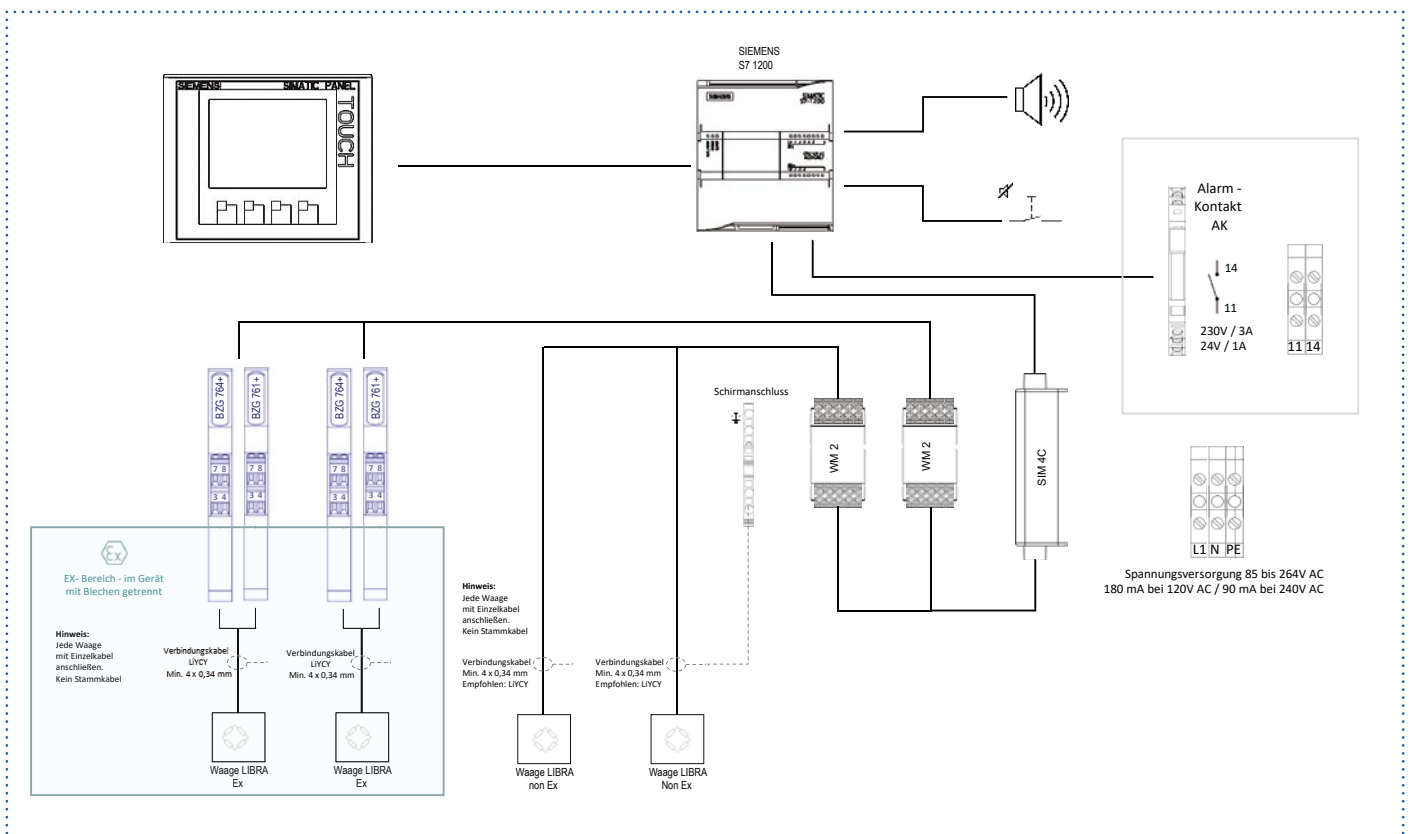 SIEMENS
S7 1200
SIEMENS
SIMATIC PANEL
TOUCH
SIEMENS
SIMATIC
S7-1200
Alarm -
Kontakt
AK
14
11
230V / 3A
24V / 1A
11 14
BZG 764+
BZG 761+
BZG 764+
BZG 761+
7 8
7 8
7 8
7 8
3 4
3 4
3 4
3 4
Schirmanschluss
WM 2
WM 2
SIM 4C
L1 N PE
Spannungsversorgung 85 bis 264V AC
180 mA bei 120V AC / 90 mA bei 240V AC
Ex
EX- Bereich - im Gerät
mit Blechen getrennt
Hinweis:
Jede Waage
mit Einzelkabel
anschließen.
Kein Stammkabel
Verbindungskabel
LiYCY
Min. 4 x 0,34 mm
Verbindungskabel
LiYCY
Min. 4 x 0,34 mm
Hinweis:
Jede Waage
mit Einzelkabel
anschließen.
Kein Stammkabel
Verbindungskabel
Min. 4 x 0,34 mm
Empfohlen: LiYCY
Verbindungskabel
Min. 4 x 0,34 mm
Empfohlen: LiYCY
Waage LIBRA
Ex
Waage LIBRA
Ex
Waage LIBRA
non Ex
Waage LIBRA
Non Ex